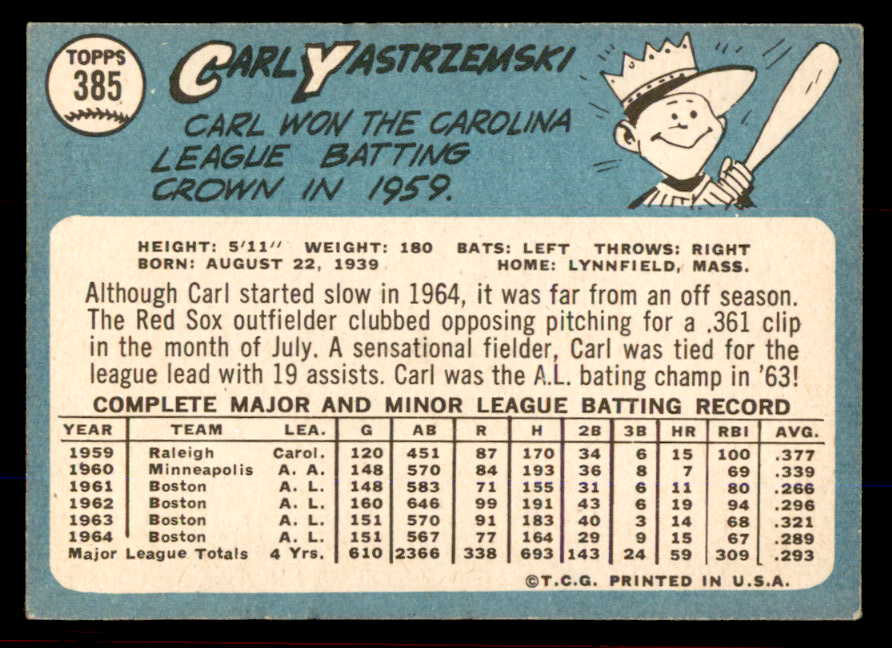 TOPPS
385
CARL YASTRZEMSKI
CARL WON THE CAROLINA
LEAGUE BATTING
CROWN IN 1959.
HEIGHT: 5'11" WEIGHT: 180 BATS: LEFT THROWS: RIGHT
BORN: AUGUST 22, 1939 HOME: LYNNFIELD, MASS.
Although Carl started slow in 1964, it was far from an off season.
The Red Sox outfielder clubbed opposing pitching for a .361 clip
in the month of July. A sensational fielder, Carl was tied for the
league lead with 19 assists. Carl was the A.L. bating champ in '63!
COMPLETE MAJOR AND MINOR LEAGUE BATTING RECORD
YEAR TEAM LEA. G AB R H 2B 3B HR RBI AVG.
1959 Raleigh Carol. 120 451 87 170 34 6 15 100 .377
1960 Minneapolis A. A. 148 570 84 193 36 8 7 69 .339
1961 Boston A. L. 148 583 71 155 31 6 11 80 .266
1962 Boston A. L. 160 646 99 191 43 6 19 94 .296
1963 Boston A. L. 151 570 91 183 40 3 14 68 .321
1964 Boston A. L. 151 567 77 164 29 9 15 67 .289
Major League Totals 4 Yrs. 610 2366 338 693 143 24 59 309 .293
©T.C.G. PRINTED IN U.S.A.